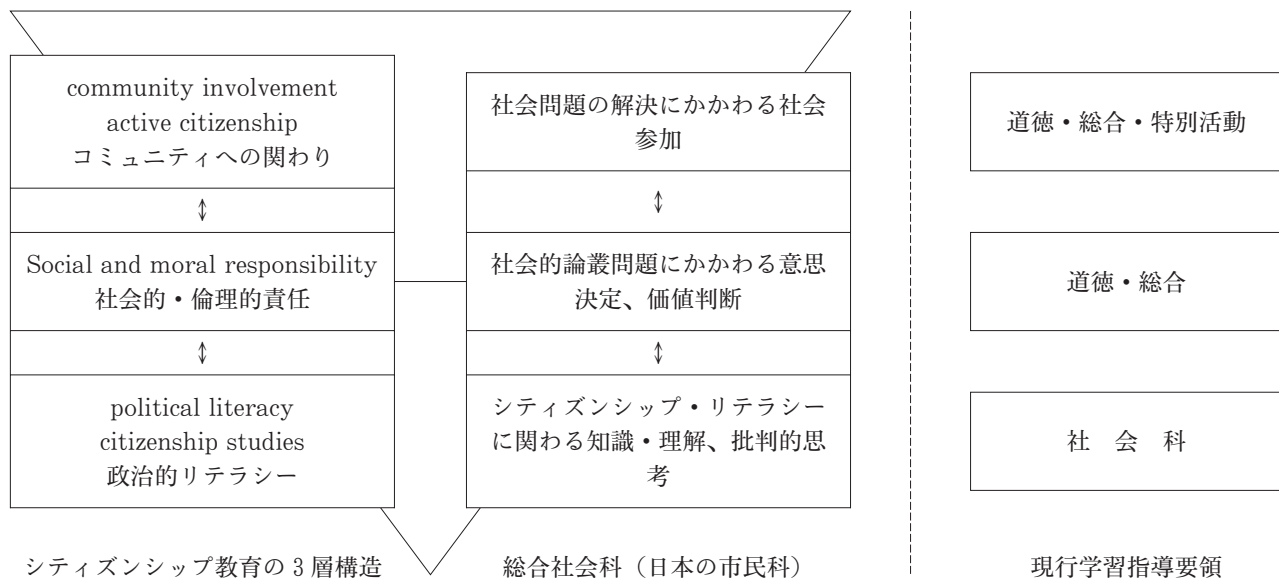 community involvement
active citizenship
コミュニティへの関わり
↕
Social and moral responsibility
社会的・倫理的責任
↕
political literacy
citizenship studies
政治的リテラシー
シティズンシップ教育の 3 層構造
社会問題の解決にかかわる社会
参加
↕
社会的論叢問題にかかわる意思
決定、価値判断
↕
シティズンシップ・リテラシー
に関わる知識・理解、批判的思
考
総合社会科（日本の市民科）
道徳・総合・特別活動
道徳・総合
社　会　科
現行学習指導要領